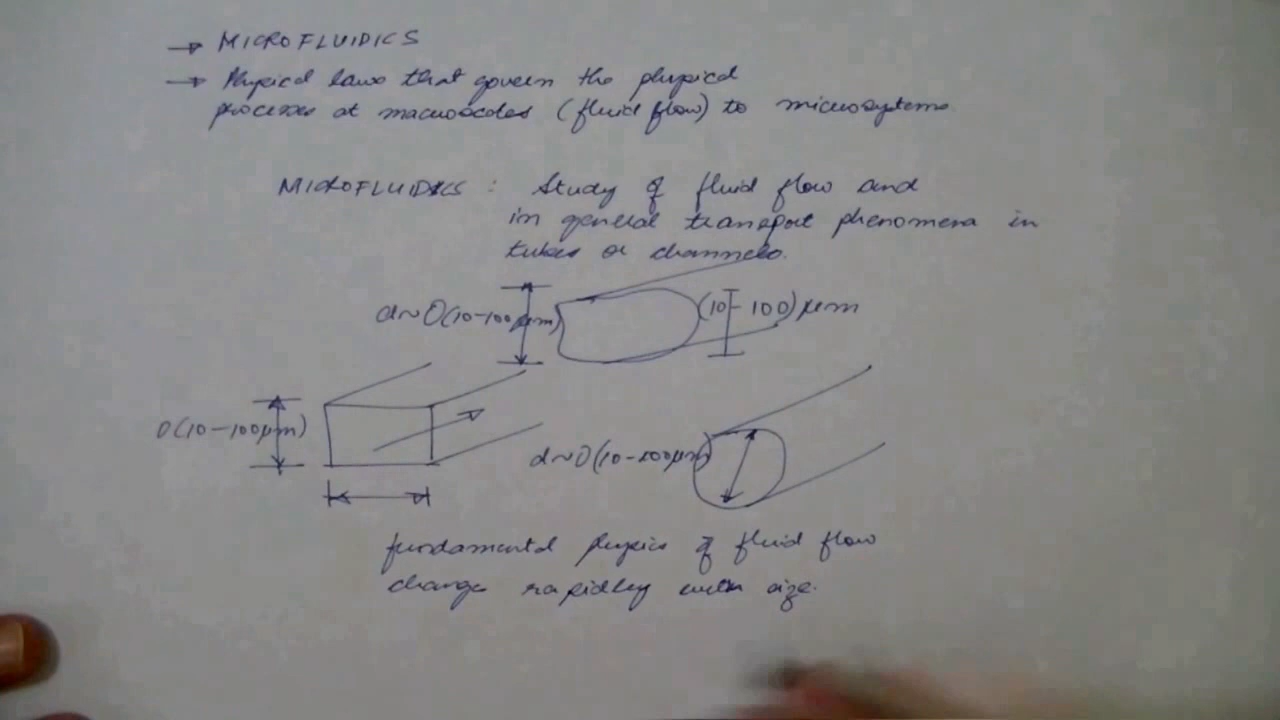 → MICROFLUIDICS
→ Physical laws that govern the physical
processes at macroscales (fluid flow) to microsystems
MICROFLUIDICS : Study of fluid flow and
in general transport phenomena in
tubes or channels.
d~O(10-100μm) (10-100)μm
O(10-100μm)
d~O(10-100μm)
fundamental physics of fluid flow
change rapidley with size.